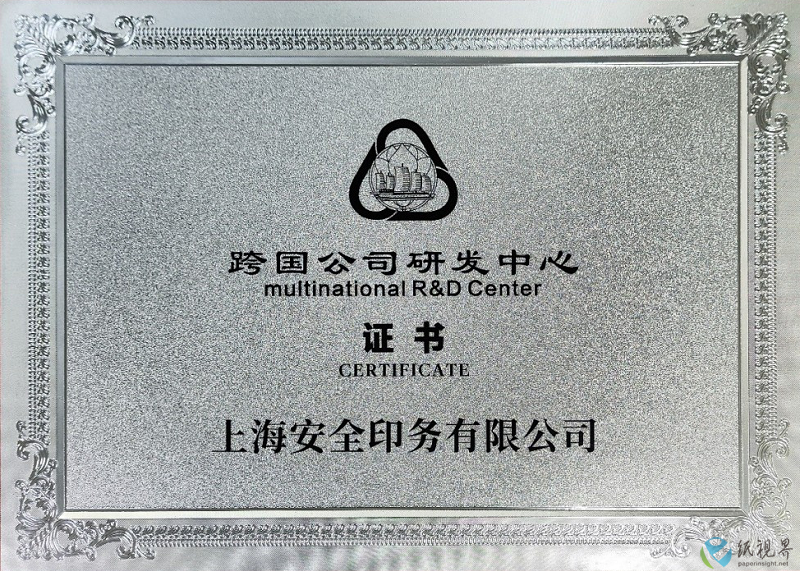 跨国公司研发中心
multinational R&D Center
证书
CERTIFICATE
上海安全印务有限公司
纸视界
paperinsight.net